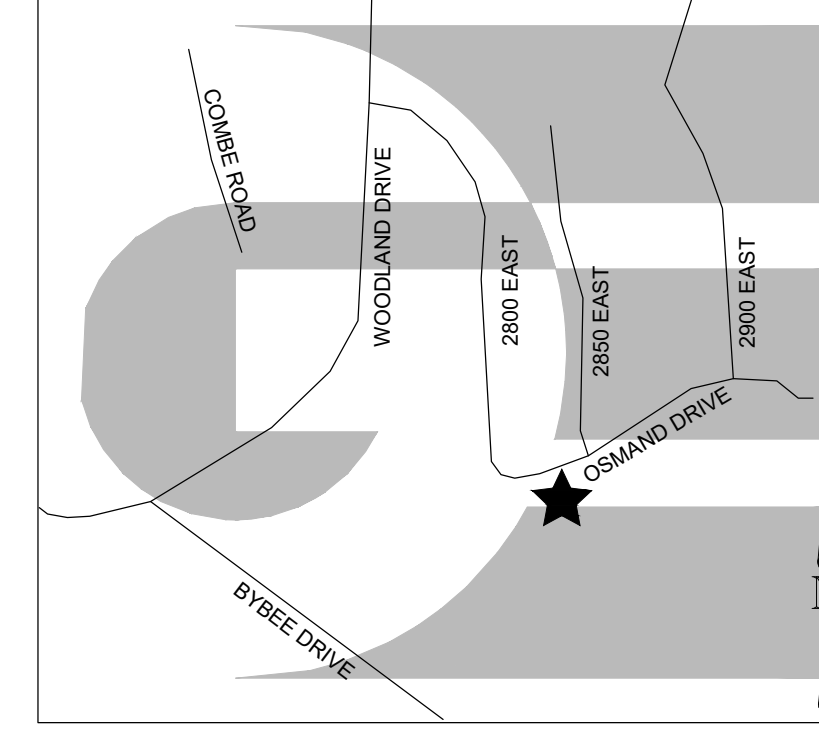 COMBE ROAD
WOODLAND DRIVE
2800 EAST
2850 EAST
2900 EAST
OSMAND DRIVE
BYBEE DRIVE